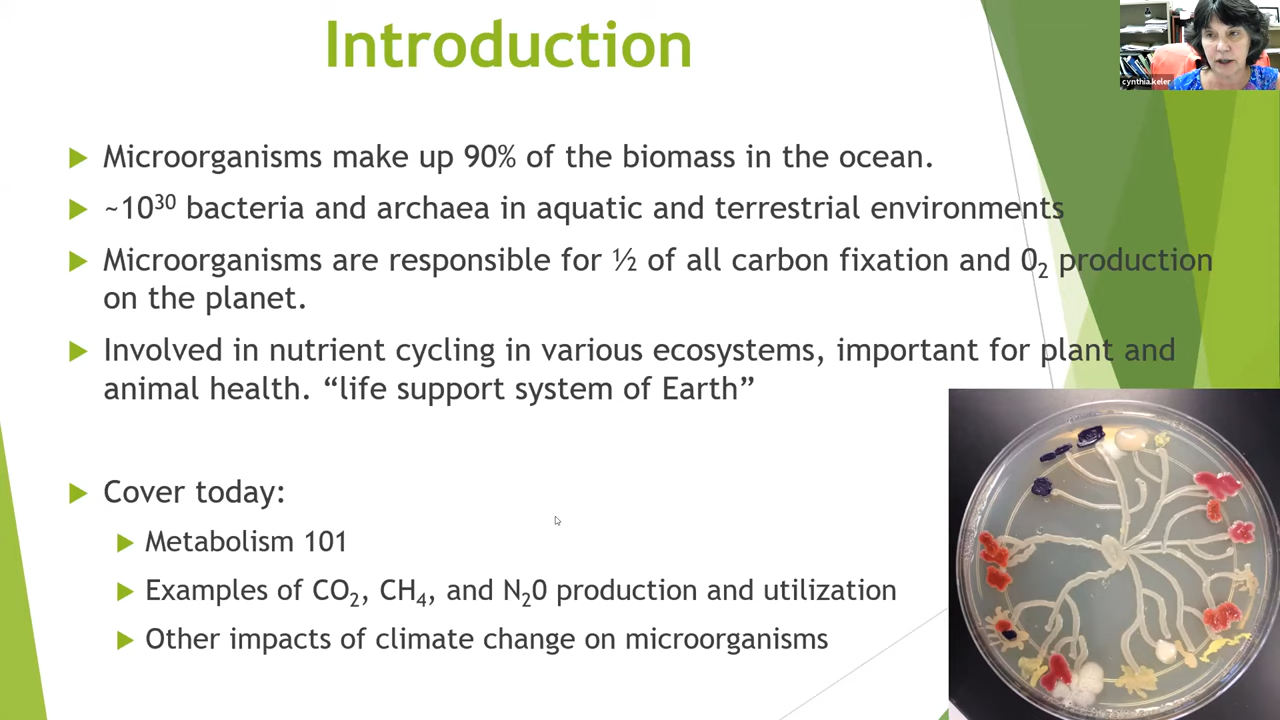 Introduction
cynthia.keler
Microorganisms make up 90% of the biomass in the ocean.
~10³⁰ bacteria and archaea in aquatic and terrestrial environments
Microorganisms are responsible for ½ of all carbon fixation and 0₂ production
on the planet.
Involved in nutrient cycling in various ecosystems, important for plant and
animal health. “life support system of Earth”
Cover today:
Metabolism 101
Examples of CO₂, CH₄, and N₂0 production and utilization
Other impacts of climate change on microorganisms